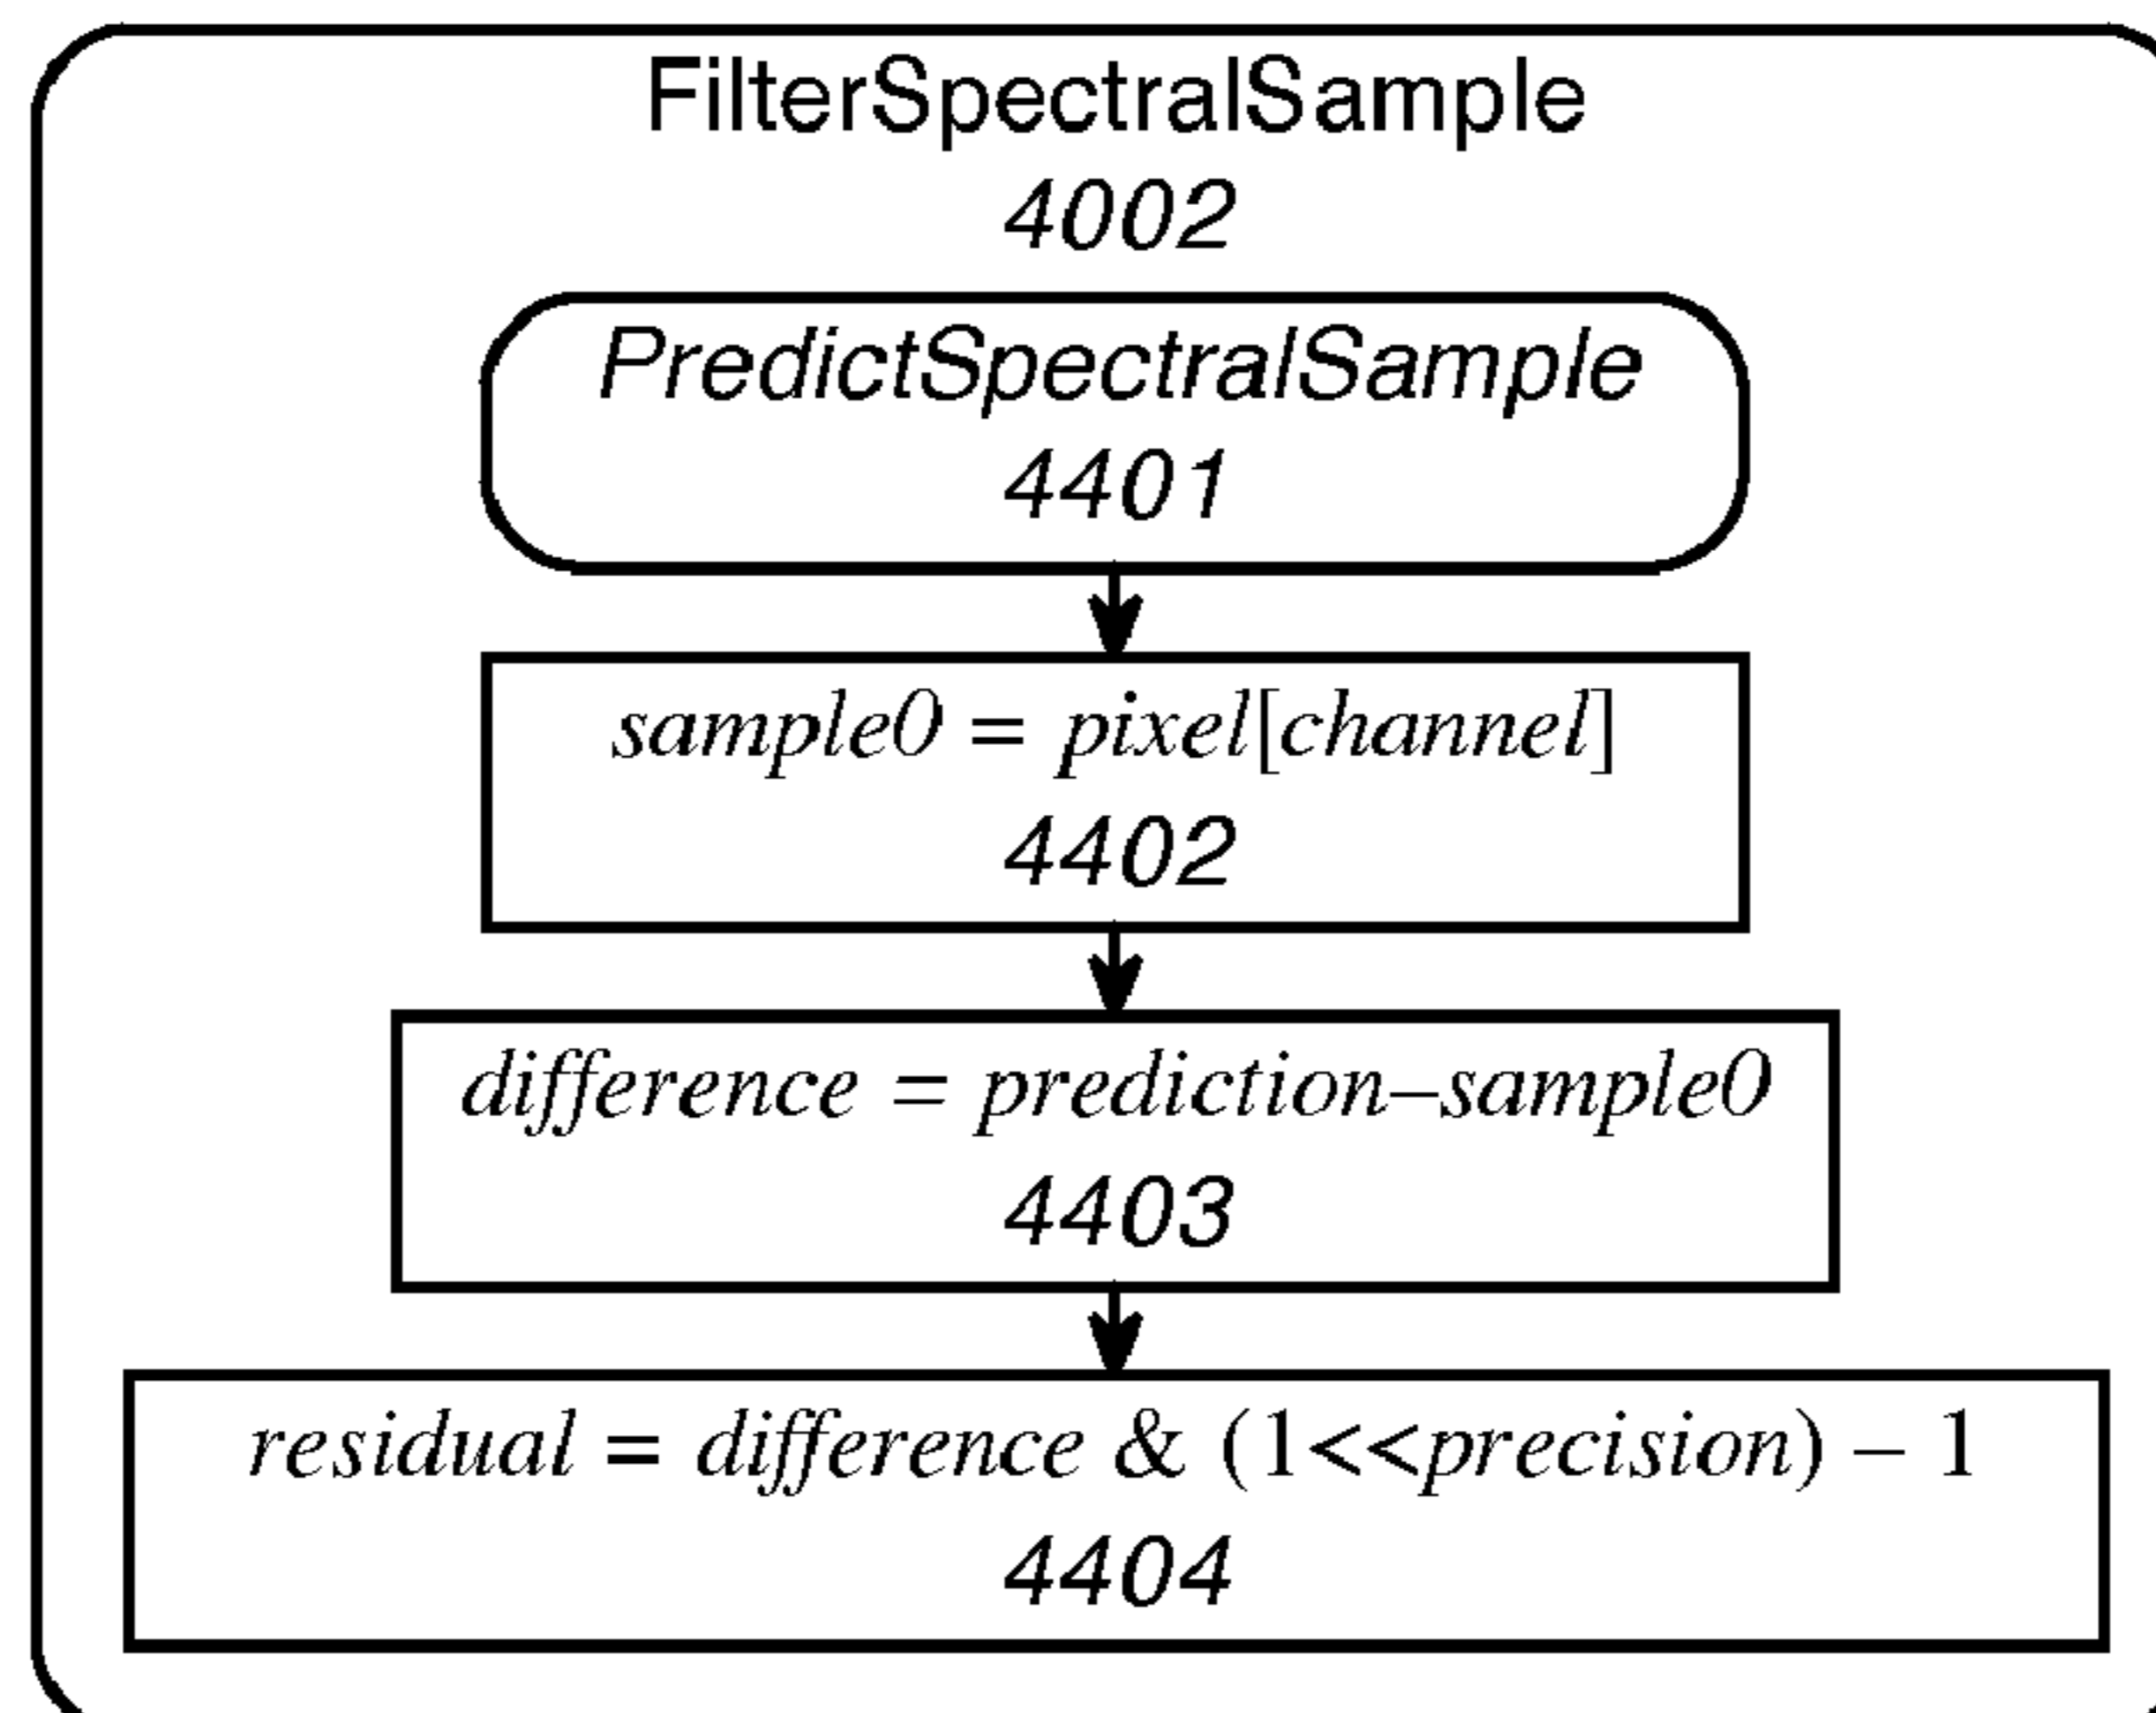 FilterSpectralSample
4002
PredictSpectralSample
4401
sample0 = pixel[channel]
4402
difference = prediction–sample0
4403
residual = difference & (1<<precision) – 1
4404